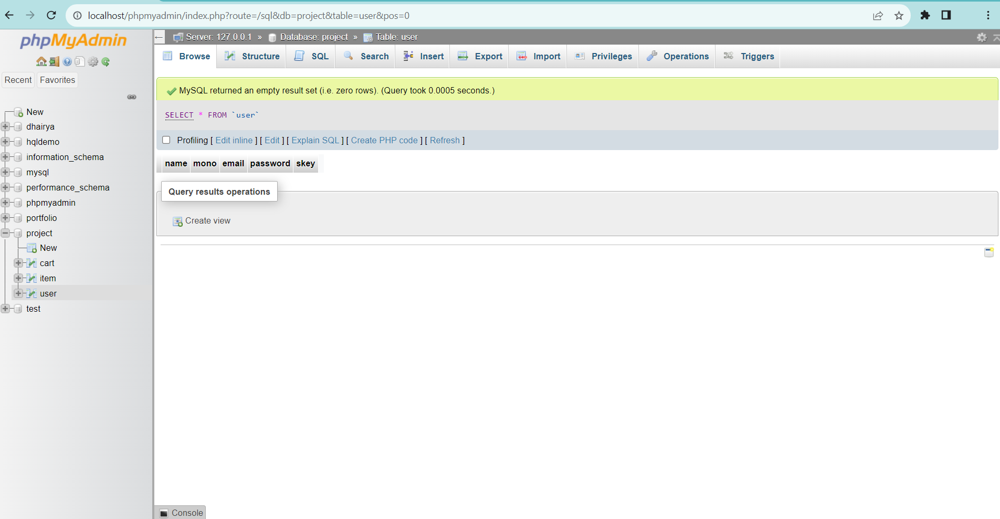 localhost/phpmyadmin/index.php?route=/sql&db=project&table=user&pos=0
phpMyAdmin
Recent Favorites
New
dhairya
hqldemo
information_schema
mysql
performance_schema
phpmyadmin
portfolio
project
New
cart
item
user
test
Server: 127.0.0.1 » Database: project » Table: user
Browse Structure SQL Search Insert Export Import Privileges Operations Triggers
MySQL returned an empty result set (i.e. zero rows). (Query took 0.0005 seconds.)
SELECT * FROM `user`
Profiling [ Edit inline ] [ Edit ] [ Explain SQL ] [ Create PHP code ] [ Refresh ]
name mono email password skey
Query results operations
Create view
Console